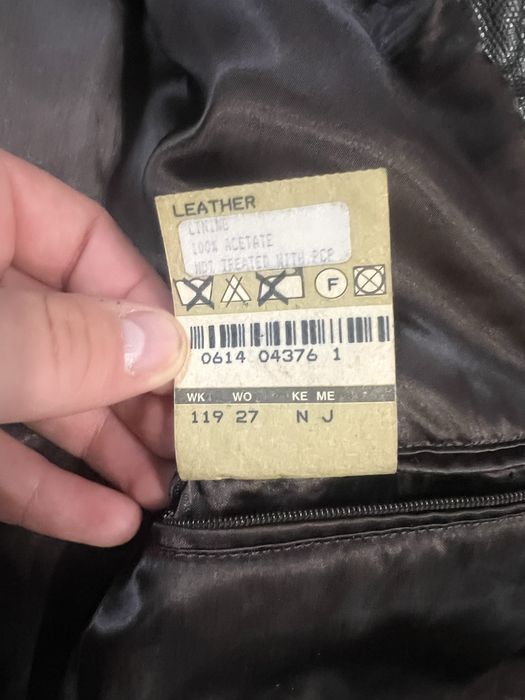 LEATHER
LINING
100% ACETATE
NOT TREATED WITH PCP
F
0614 04376 1
WK WO KE ME
119 27 N J